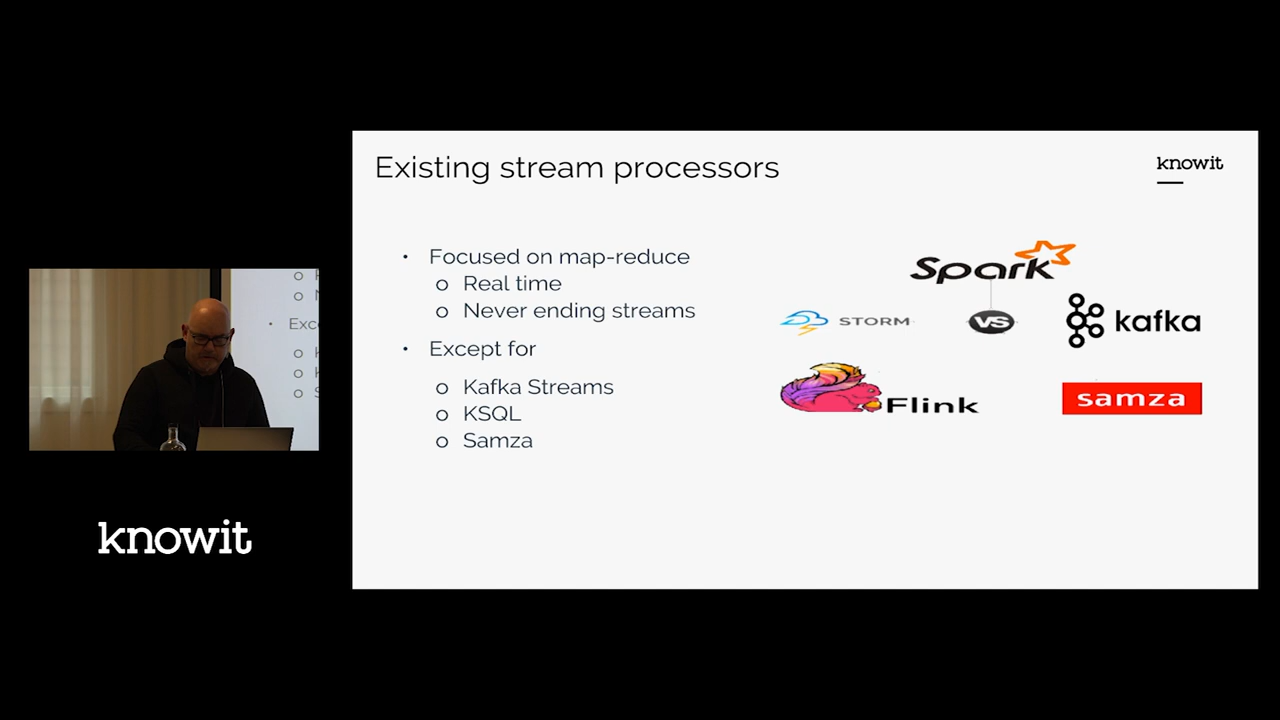 Existing stream processors
knowit
• Focused on map-reduce
o Real time
o Never ending streams
• Except for
o Kafka Streams
o KSQL
o Samza
Spark
STORM
VS
kafka
Flink
samza
• Exc
knowit